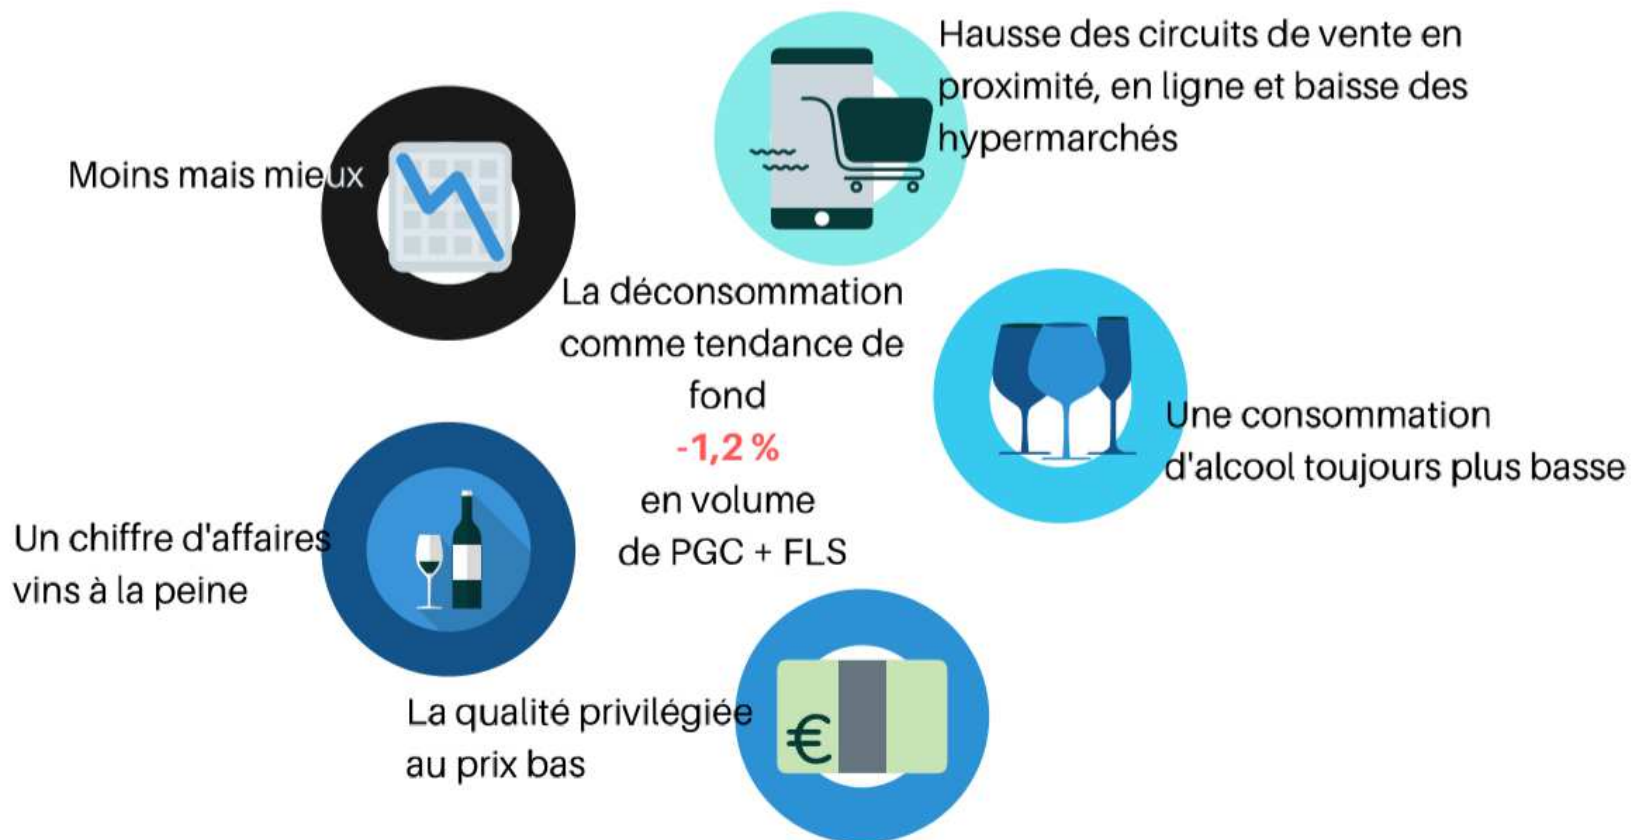 Hausse des circuits de vente en
proximité, en ligne et baisse des
hypermarchés
Moins mais mieux
La déconsommation
comme tendance de
fond
-1,2 %
en volume
de PGC + FLS
Une consommation
d'alcool toujours plus basse
Un chiffre d'affaires
vins à la peine
La qualité privilégiée
au prix bas
€